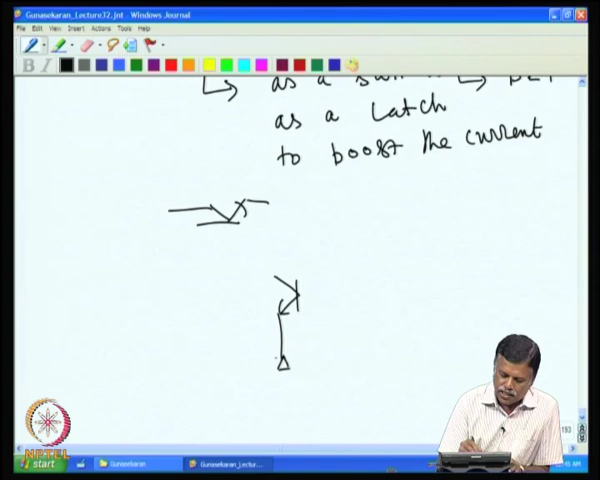 Gunasekaran_Lecture32.jnt - Windows Journal
File Edit View Insert Actions Tools Help
B I
as a
as a Latch
to boost the current
193
NPTEL
start
Gunasekaran
Gunasekaran_Lectur...